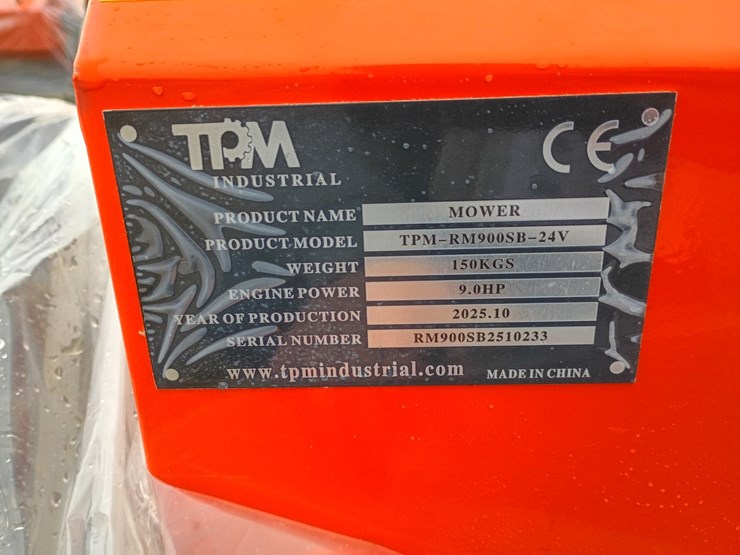 TPM
INDUSTRIAL
CE
PRODUCT NAME MOWER
PRODUCT MODEL TPM-RM900SB-24V
WEIGHT 150KGS
ENGINE POWER 9.0HP
YEAR OF PRODUCTION 2025.10
SERIAL NUMBER RM900SB2510233
www.tpmindustrial.com MADE IN CHINA